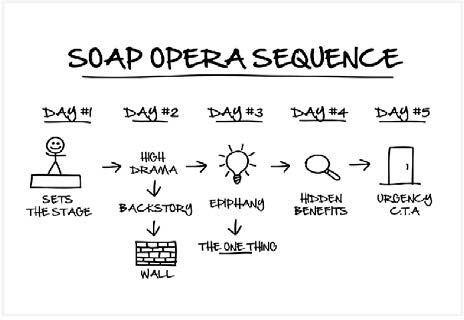 SOAP OPERA SEQUENCE
DAY #1
DAY #2
DAY #3
DAY #4
DAY #5
SETS
THE STAGE
HIGH
DRAMA
BACKSTORY
WALL
EPIPHANY
THE ONE THING
HIDDEN
BENEFITS
URGENCY
C.T.A